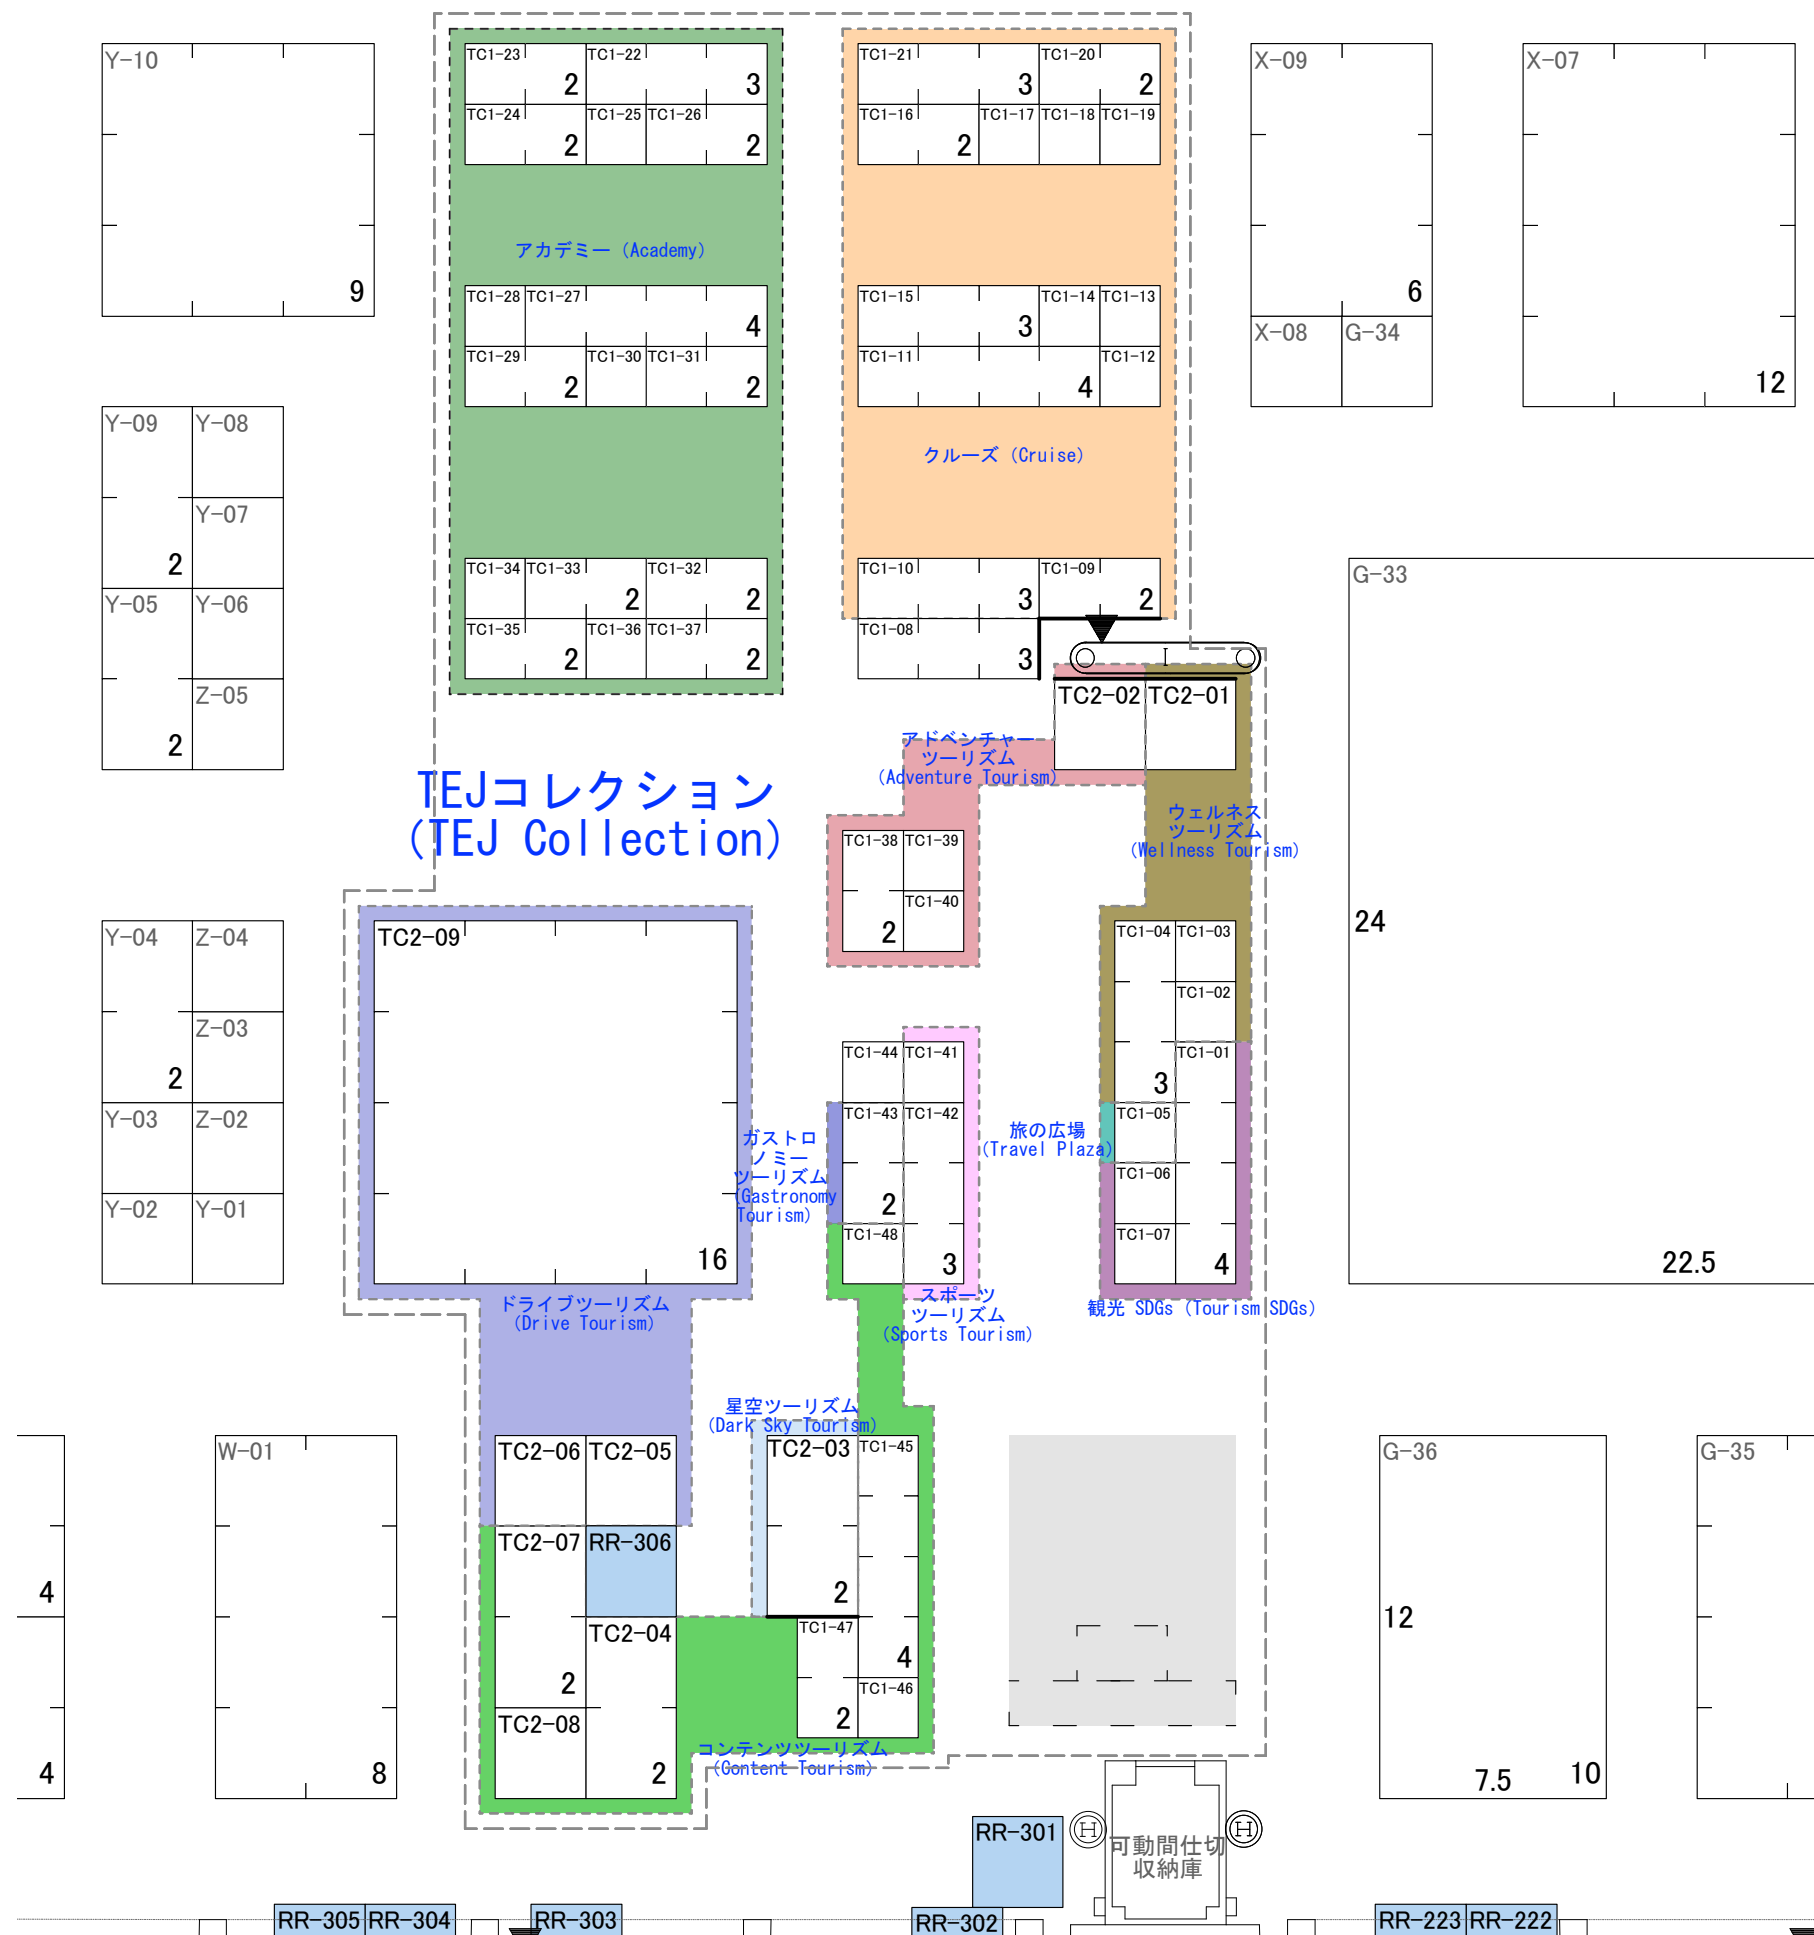 Y-10
9
TC1-23
2
TC1-22
3
TC1-24
2
TC1-25
TC1-26
2
TC1-21
3
TC1-20
2
TC1-16
2
TC1-17
TC1-18
TC1-19
X-09
6
X-08
G-34
X-07
12
アカデミー (Academy)
TC1-28
TC1-27
4
TC1-29
2
TC1-30
TC1-31
2
TC1-15
3
TC1-14
TC1-13
TC1-11
4
TC1-12
クルーズ (Cruise)
Y-09
2
Y-08
Y-07
Y-05
2
Y-06
Z-05
TC1-34
TC1-33
2
TC1-32
2
TC1-35
2
TC1-36
TC1-37
2
TC1-10
3
TC1-09
2
TC1-08
3
I
TC2-02
TC2-01
G-33
24
22.5
TEJコレクション
(TEJ Collection)
アドベンチャー
ツーリズム
(Adventure Tourism)
ウェルネス
ツーリズム
(Wellness Tourism)
TC1-38
2
TC1-39
TC1-40
Y-04
2
Z-04
Z-03
Y-03
Z-02
Y-02
Y-01
TC2-09
16
TC1-04
3
TC1-03
TC1-02
TC1-01
4
TC1-05
TC1-06
TC1-07
TC1-44
TC1-41
TC1-43
2
TC1-42
3
TC1-48
ガストロ
ノミー
ツーリズム
(Gastronomy
Tourism)
旅の広場
(Travel Plaza)
ドライブツーリズム
(Drive Tourism)
スポーツ
ツーリズム
(Sports Tourism)
観光 SDGs (Tourism SDGs)
星空ツーリズム
(Dark Sky Tourism)
4
4
W-01
8
TC2-06
TC2-05
TC2-07
2
RR-306
TC2-04
2
TC2-08
TC2-03
2
TC1-45
4
TC1-47
2
TC1-46
コンテンツツーリズム
(Content Tourism)
G-36
12
7.5
10
G-35
RR-301
H
H
可動間仕切
収納庫
RR-305
RR-304
RR-303
RR-302
RR-223
RR-222